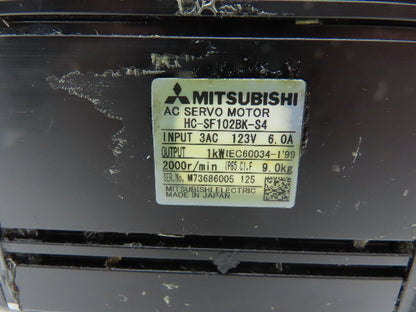 MITSUBISHI
AC SERVO MOTOR
HC-SF102BK-S4
INPUT 3AC 123V 6.0A
OUTPUT 1kW IEC60034-1'99
2000r/min IP65 Cl.F 9.0kg
SER.No. M73686005 125
MITSUBISHI ELECTRIC
MADE IN JAPAN